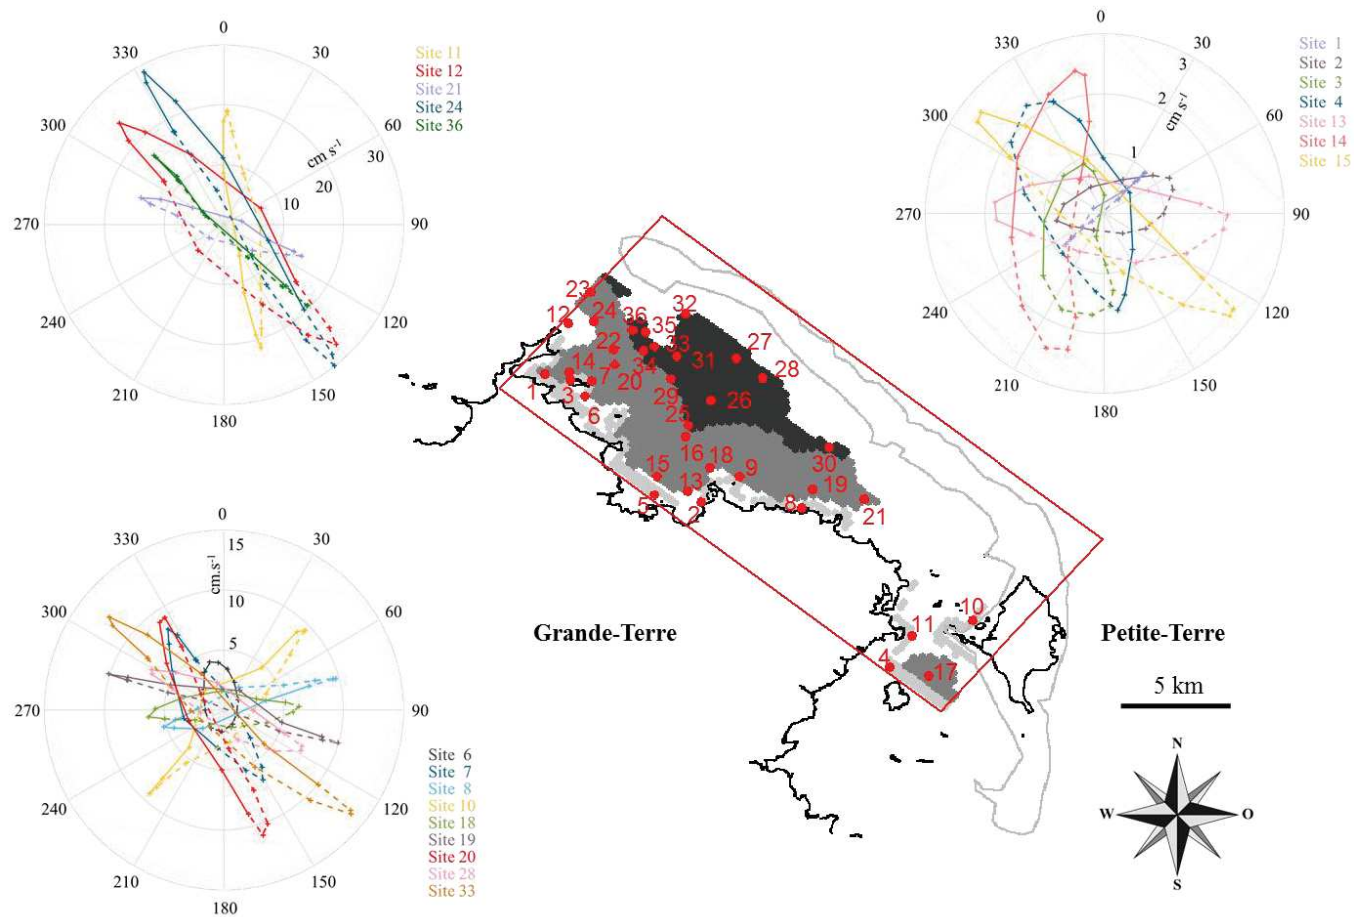 0
30
60
90
120
150
180
210
240
270
300
330
cm s-1
10
20
30
Site 11
Site 12
Site 21
Site 24
Site 36
0
30
60
90
120
150
180
210
240
270
300
330
1
2
3
cm s-1
Site 1
Site 2
Site 3
Site 4
Site 13
Site 14
Site 15
0
30
60
90
120
150
180
210
240
270
300
330
cm.s-1
15
10
5
Site 6
Site 7
Site 8
Site 10
Site 18
Site 19
Site 20
Site 28
Site 33
23
12
24
36
32
35
22
34
33
31
27
28
14
7
20
1
3
6
29
26
25
16
18
9
15
13
5
2
30
19
8
21
10
11
4
17
Grande-Terre
Petite-Terre
5 km
N
W
O
S